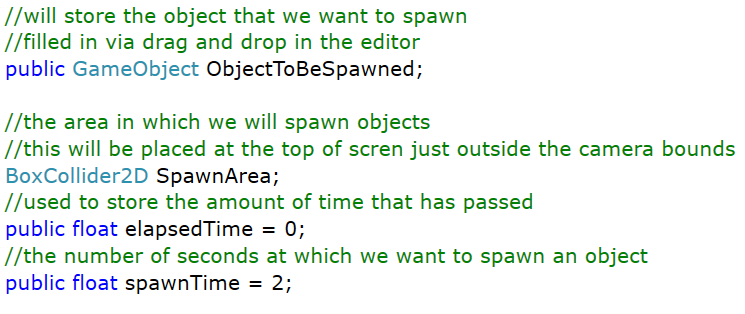 //will store the object that we want to spawn
//filled in via drag and drop in the editor
public GameObject ObjectToBeSpawned;
//the area in which we will spawn objects
//this will be placed at the top of scren just outside the camera bounds
BoxCollider2D SpawnArea;
//used to store the amount of time that has passed
public float elapsedTime = 0;
//the number of seconds at which we want to spawn an object
public float spawnTime = 2;